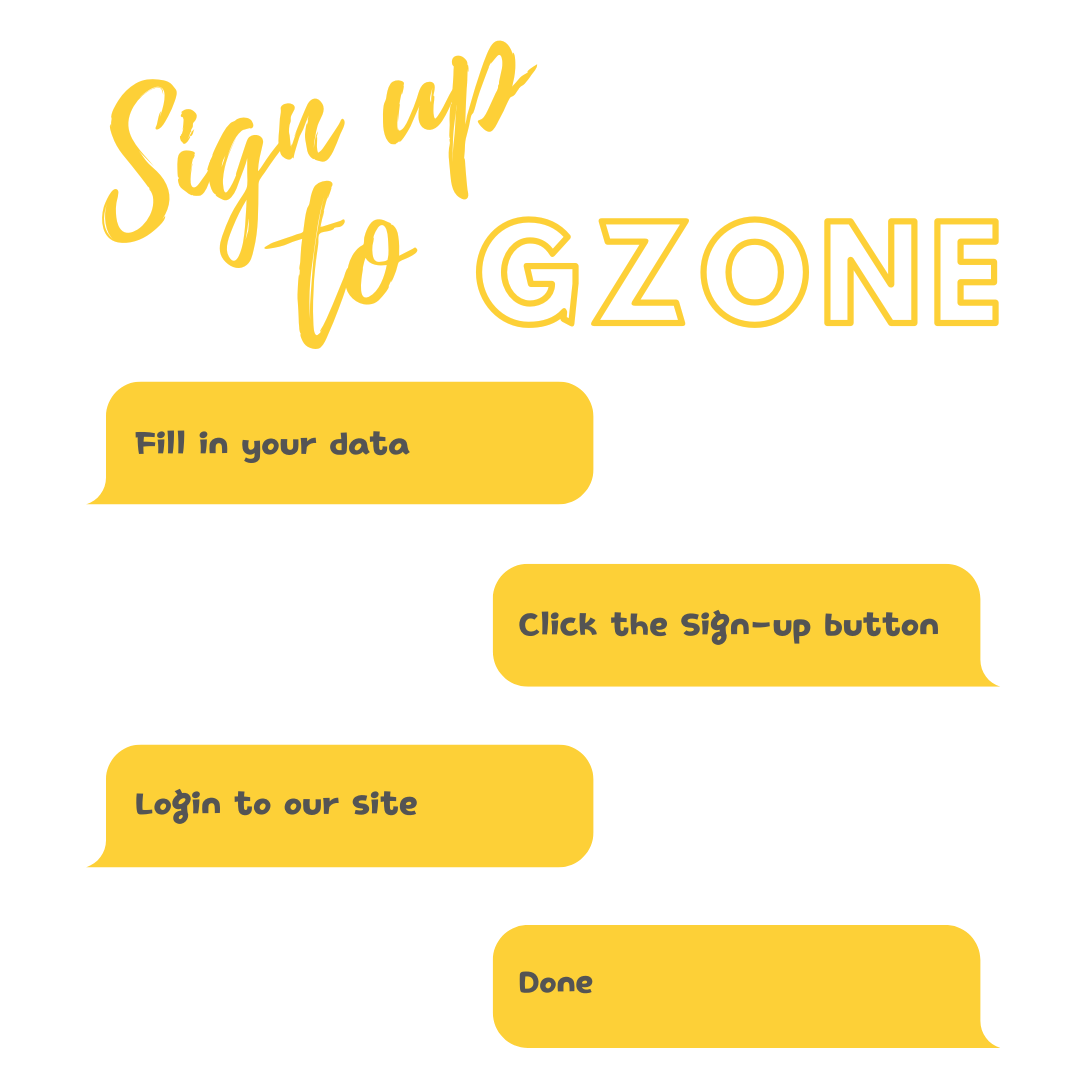 Sign up
to GZONE
Fill in your data
Click the Sign-up button
Login to our site
Done